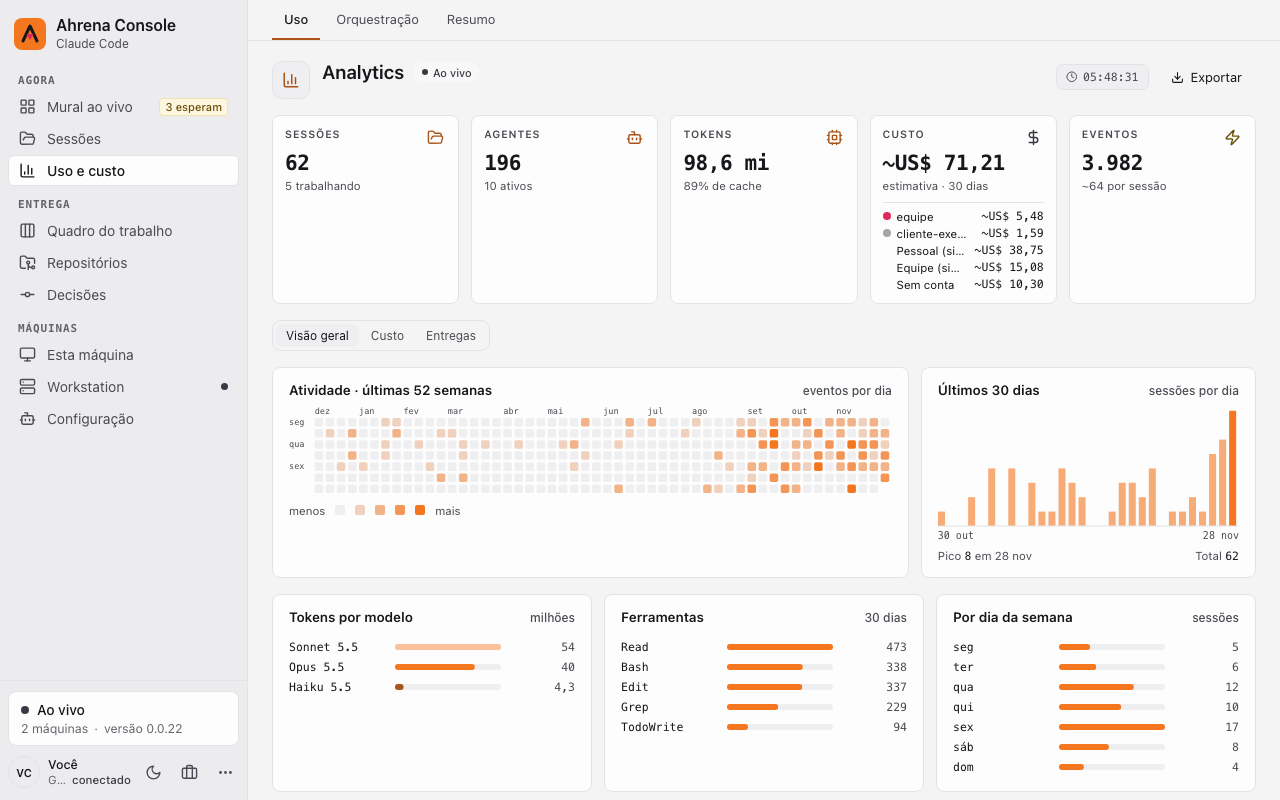 Ahrena Console
Claude Code
AGORA
Mural ao vivo
3 esperam
Sessões
Uso e custo
ENTREGA
Quadro do trabalho
Repositórios
Decisões
MÁQUINAS
Esta máquina
Workstation
Configuração
Ao vivo
2 máquinas · versão 0.0.22
VC
Você
G... conectado
Uso
Orquestração
Resumo
Analytics
Ao vivo
05:48:31
Exportar
SESSÕES
62
5 trabalhando
AGENTES
196
10 ativos
TOKENS
98,6 mi
89% de cache
CUSTO
~US$ 71,21
estimativa · 30 dias
equipe ~US$ 5,48
cliente-exe... ~US$ 1,59
Pessoal (si... ~US$ 38,75
Equipe (si... ~US$ 15,08
Sem conta ~US$ 10,30
EVENTOS
3.982
~64 por sessão
Visão geral
Custo
Entregas
Atividade · últimas 52 semanas
eventos por dia
dez jan fev mar abr mai jun jul ago set out nov
seg
qua
sex
menos
mais
Últimos 30 dias
sessões por dia
30 out
28 nov
Pico 8 em 28 nov
Total 62
Tokens por modelo
milhões
Sonnet 5.5 54
Opus 5.5 40
Haiku 5.5 4,3
Ferramentas
30 dias
Read 473
Bash 338
Edit 337
Grep 229
TodoWrite 94
Por dia da semana
sessões
seg 5
ter 6
qua 12
qui 10
sex 17
sáb 8
dom 4